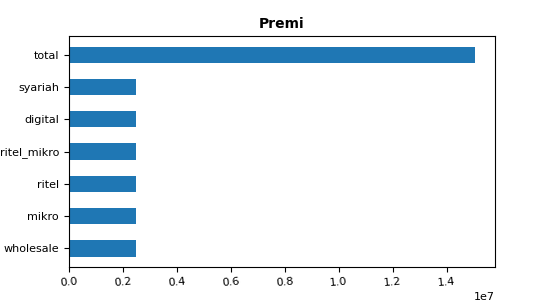 Premi
total
syariah
digital
ritel_mikro
ritel
mikro
wholesale
0.0 0.2 0.4 0.6 0.8 1.0 1.2 1.4
1e7